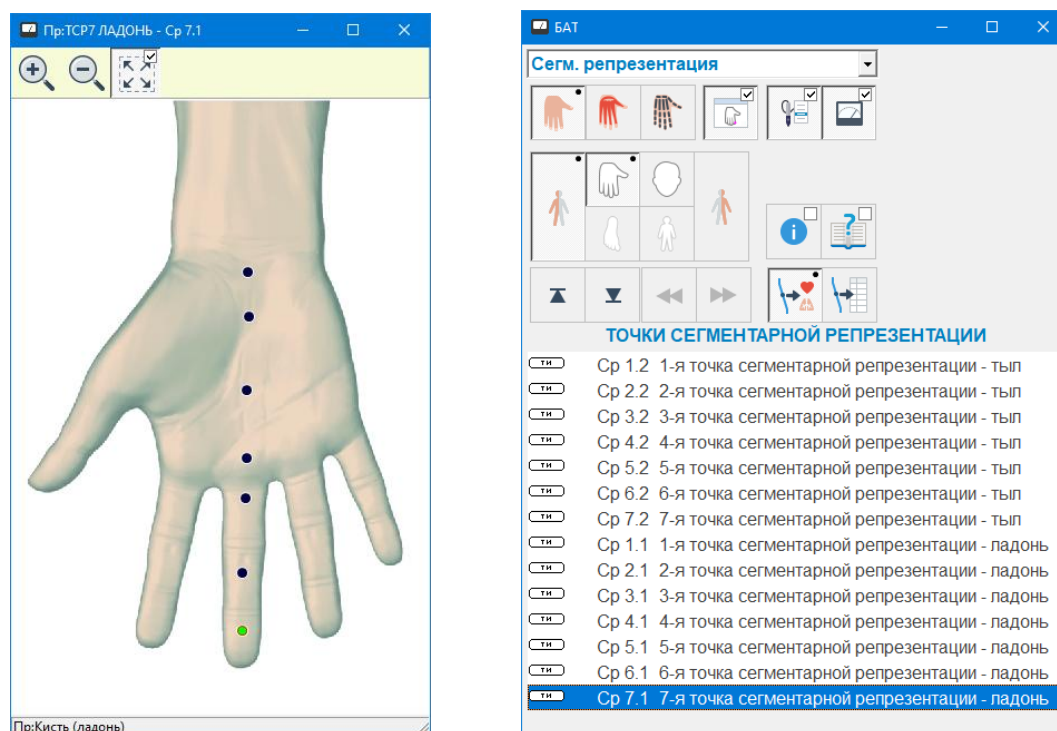 Пр:ТСР7 ЛАДОНЬ - Ср 7.1
Пр:Кисть (ладонь)
БАТ
Сегм. репрезентация
ТОЧКИ СЕГМЕНТАРНОЙ РЕПРЕЗЕНТАЦИИ
ти Ср 1.2 1-я точка сегментарной репрезентации - тыл
ти Ср 2.2 2-я точка сегментарной репрезентации - тыл
ти Ср 3.2 3-я точка сегментарной репрезентации - тыл
ти Ср 4.2 4-я точка сегментарной репрезентации - тыл
ти Ср 5.2 5-я точка сегментарной репрезентации - тыл
ти Ср 6.2 6-я точка сегментарной репрезентации - тыл
ти Ср 7.2 7-я точка сегментарной репрезентации - тыл
ти Ср 1.1 1-я точка сегментарной репрезентации - ладонь
ти Ср 2.1 2-я точка сегментарной репрезентации - ладонь
ти Ср 3.1 3-я точка сегментарной репрезентации - ладонь
ти Ср 4.1 4-я точка сегментарной репрезентации - ладонь
ти Ср 5.1 5-я точка сегментарной репрезентации - ладонь
ти Ср 6.1 6-я точка сегментарной репрезентации - ладонь
ти Ср 7.1 7-я точка сегментарной репрезентации - ладонь